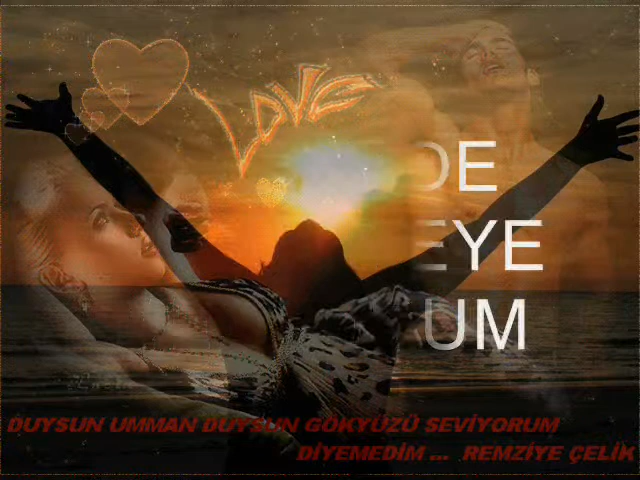 LOVE
DE
EYE
UM
DUYSUN UMMAN DUYSUN GÖKYÜZÜ SEVİYORUM
DİYEMEDİM ... REMZİYE ÇELİK